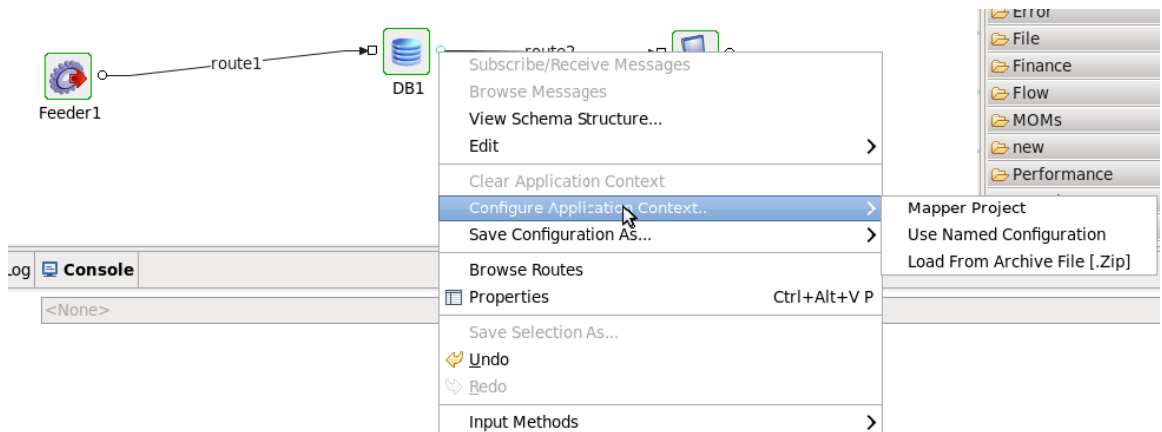 Error
File
Finance
Flow
MOMs
new
Performance
route1
route2
Feeder1
DB1
Subscribe/Receive Messages
Browse Messages
View Schema Structure...
Edit
Clear Application Context
Configure Application Context..
Save Configuration As...
Browse Routes
Properties Ctrl+Alt+V P
Save Selection As...
Undo
Redo
Input Methods
Mapper Project
Use Named Configuration
Load From Archive File [.Zip]
Log Console
<None>